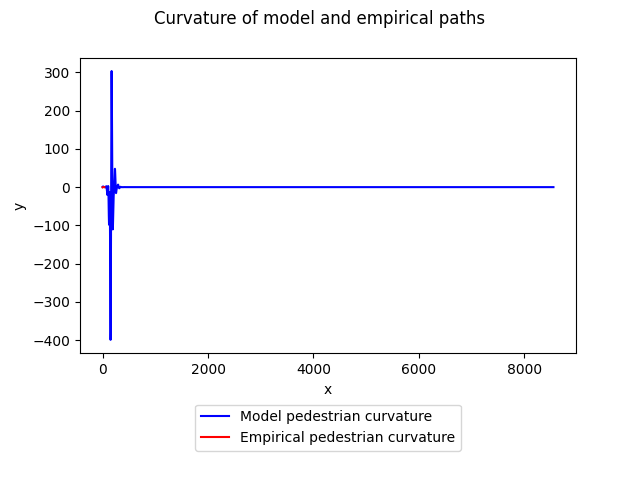 Curvature of model and empirical paths
300
200
100
0
−100
−200
−300
−400
y
0 2000 4000 6000 8000
x
Model pedestrian curvature
Empirical pedestrian curvature